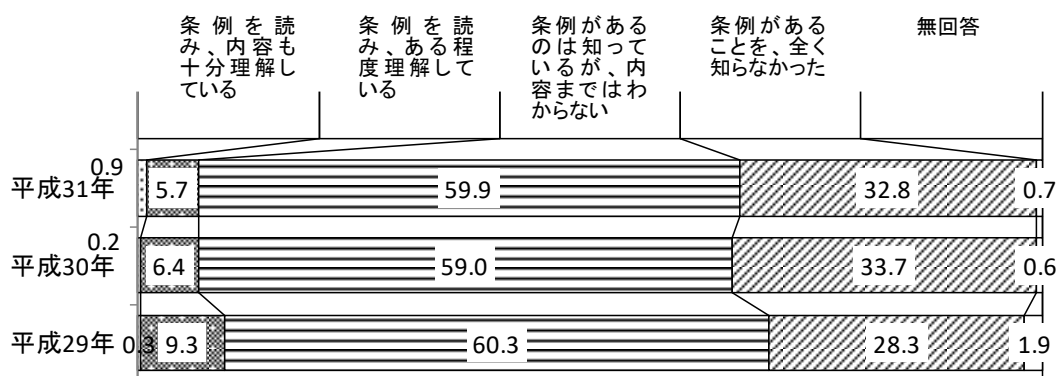 条例を読
み、内容も
十分理解し
ている
条例を読
み、ある程
度理解して
いる
条例がある
のは知って
いるが、内
容まではわ
からない
条例がある
ことを、全く
知らなかった
無回答
平成31年 0.9 5.7 59.9 32.8 0.7
平成30年 0.2 6.4 59.0 33.7 0.6
平成29年 0.3 9.3 60.3 28.3 1.9